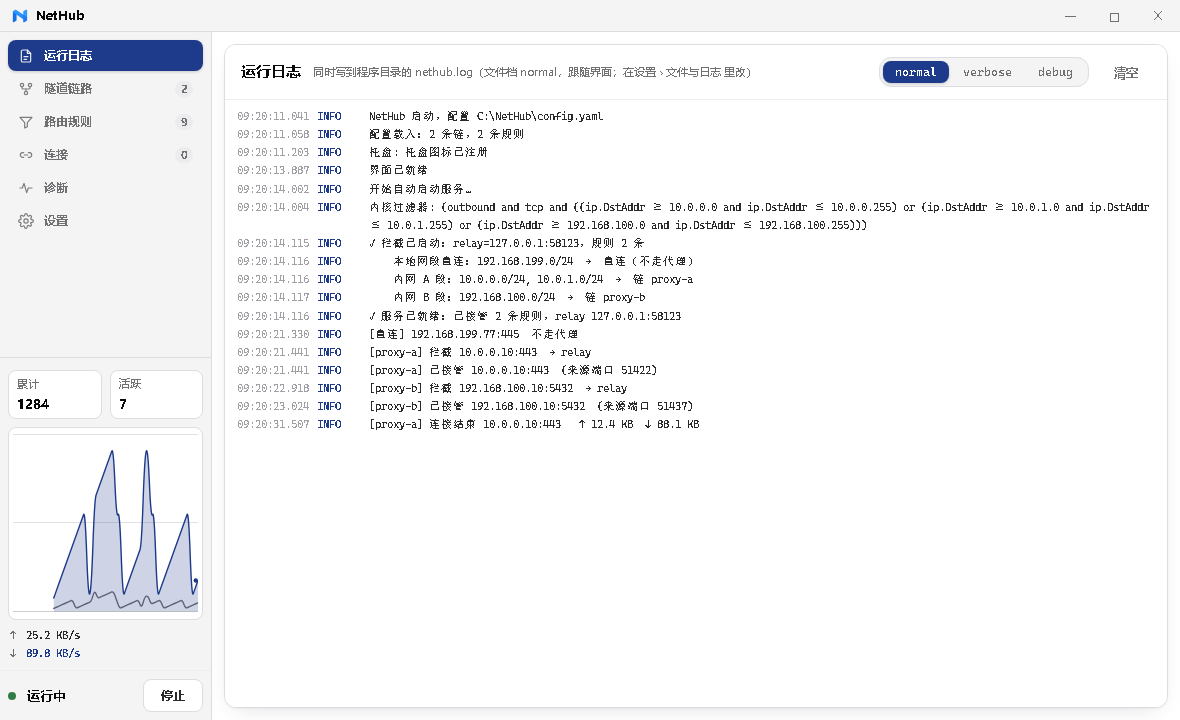 NetHub
运行日志
隧道链路 2
路由规则 9
连接 0
诊断
设置
累计
1284
活跃
7
↑ 25.2 KB/s
↓ 89.8 KB/s
运行中
停止
运行日志 同时写到程序目录的 nethub.log（文件档 normal，跟随界面；在设置 › 文件与日志 里改）
normal verbose debug 清空
09:20:11.041 INFO NetHub 启动，配置 C:\NetHub\config.yaml
09:20:11.058 INFO 配置载入：2 条链，2 条规则
09:20:11.203 INFO 托盘：托盘图标已注册
09:20:13.887 INFO 界面已就绪
09:20:14.002 INFO 开始自动启动服务…
09:20:14.004 INFO 内核过滤器：(outbound and tcp and ((ip.DstAddr ≥ 10.0.0.0 and ip.DstAddr ≤ 10.0.0.255) or (ip.DstAddr ≥ 10.0.1.0 and ip.DstAddr
≤ 10.0.1.255) or (ip.DstAddr ≥ 192.168.100.0 and ip.DstAddr ≤ 192.168.100.255)))
09:20:14.115 INFO ✓ 拦截已启动：relay=127.0.0.1:58123，规则 2 条
09:20:14.116 INFO 本地网段直连：192.168.199.0/24 → 直连（不走代理）
09:20:14.116 INFO 内网 A 段：10.0.0.0/24, 10.0.1.0/24 → 链 proxy-a
09:20:14.117 INFO 内网 B 段：192.168.100.0/24 → 链 proxy-b
09:20:14.116 INFO ✓ 服务已就绪：已接管 2 条规则，relay 127.0.0.1:58123
09:20:21.330 INFO [直连] 192.168.199.77:445 不走代理
09:20:21.441 INFO [proxy-a] 拦截 10.0.0.10:443 → relay
09:20:21.441 INFO [proxy-a] 已接管 10.0.0.10:443 （来源端口 51422）
09:20:22.918 INFO [proxy-b] 拦截 192.168.100.10:5432 → relay
09:20:23.024 INFO [proxy-b] 已接管 192.168.100.10:5432 （来源端口 51437）
09:20:31.507 INFO [proxy-a] 连接结束 10.0.0.10:443 ↑ 12.4 KB ↓ 88.1 KB